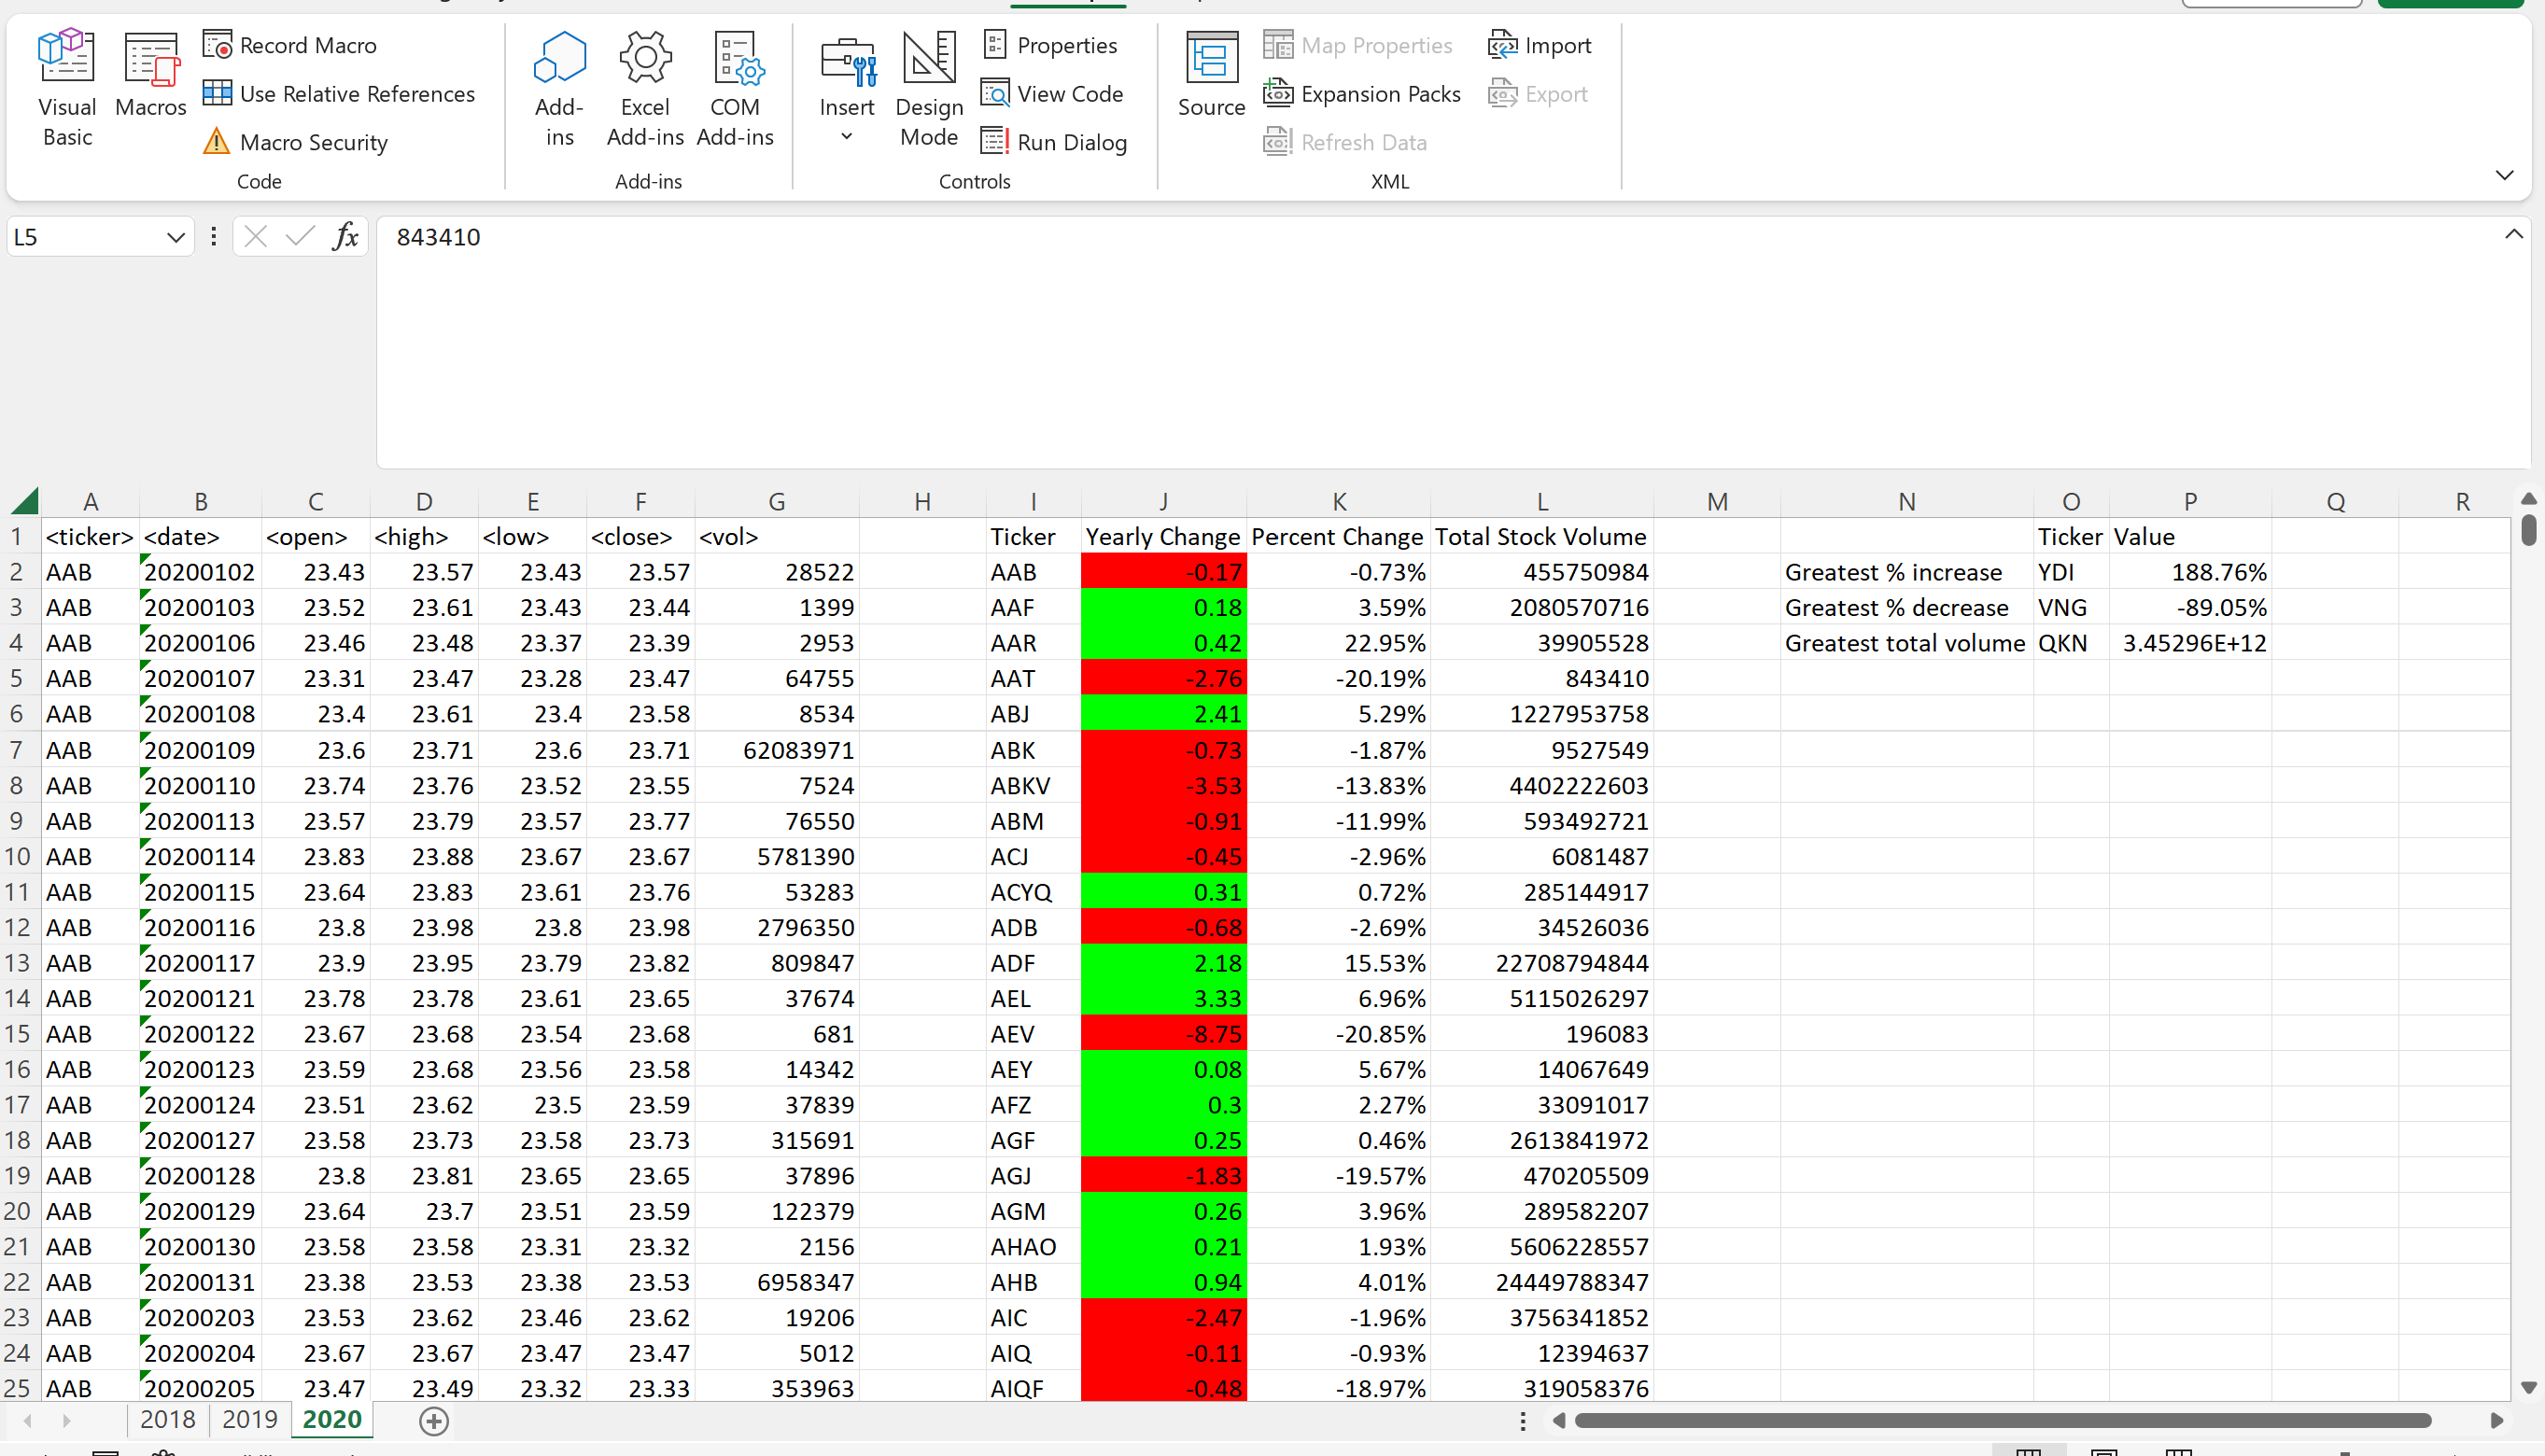 Visual Basic
Macros
Record Macro
Use Relative References
Macro Security
Code
Add-ins
Excel Add-ins
COM Add-ins
Add-ins
Insert
Design Mode
Properties
View Code
Run Dialog
Controls
Source
Map Properties
Expansion Packs
Refresh Data
Import
Export
XML
L5 fx 843410
A B C D E F G H I J K L M N O P Q R
1 <ticker> <date> <open> <high> <low> <close> <vol> Ticker Yearly Change Percent Change Total Stock Volume Ticker Value
2 AAB 20200102 23.43 23.57 23.43 23.57 28522 AAB -0.17 -0.73% 455750984 Greatest % increase YDI 188.76%
3 AAB 20200103 23.52 23.61 23.43 23.44 1399 AAF 0.18 3.59% 2080570716 Greatest % decrease VNG -89.05%
4 AAB 20200106 23.46 23.48 23.37 23.39 2953 AAR 0.42 22.95% 39905528 Greatest total volume QKN 3.45296E+12
5 AAB 20200107 23.31 23.47 23.28 23.47 64755 AAT -2.76 -20.19% 843410
6 AAB 20200108 23.4 23.61 23.4 23.58 8534 ABJ 2.41 5.29% 1227953758
7 AAB 20200109 23.6 23.71 23.6 23.71 62083971 ABK -0.73 -1.87% 9527549
8 AAB 20200110 23.74 23.76 23.52 23.55 7524 ABKV -3.53 -13.83% 4402222603
9 AAB 20200113 23.57 23.79 23.57 23.77 76550 ABM -0.91 -11.99% 593492721
10 AAB 20200114 23.83 23.88 23.67 23.67 5781390 ACJ -0.45 -2.96% 6081487
11 AAB 20200115 23.64 23.83 23.61 23.76 53283 ACYQ 0.31 0.72% 285144917
12 AAB 20200116 23.8 23.98 23.8 23.98 2796350 ADB -0.68 -2.69% 34526036
13 AAB 20200117 23.9 23.95 23.79 23.82 809847 ADF 2.18 15.53% 22708794844
14 AAB 20200121 23.78 23.78 23.61 23.65 37674 AEL 3.33 6.96% 5115026297
15 AAB 20200122 23.67 23.68 23.54 23.68 681 AEV -8.75 -20.85% 196083
16 AAB 20200123 23.59 23.68 23.56 23.58 14342 AEY 0.08 5.67% 14067649
17 AAB 20200124 23.51 23.62 23.5 23.59 37839 AFZ 0.3 2.27% 33091017
18 AAB 20200127 23.58 23.73 23.58 23.73 315691 AGF 0.25 0.46% 2613841972
19 AAB 20200128 23.8 23.81 23.65 23.65 37896 AGJ -1.83 -19.57% 470205509
20 AAB 20200129 23.64 23.7 23.51 23.59 122379 AGM 0.26 3.96% 289582207
21 AAB 20200130 23.58 23.58 23.31 23.32 2156 AHAO 0.21 1.93% 5606228557
22 AAB 20200131 23.38 23.53 23.38 23.53 6958347 AHB 0.94 4.01% 24449788347
23 AAB 20200203 23.53 23.62 23.46 23.62 19206 AIC -2.47 -1.96% 3756341852
24 AAB 20200204 23.67 23.67 23.47 23.47 5012 AIQ -0.11 -0.93% 12394637
25 AAB 20200205 23.47 23.49 23.32 23.33 353963 AIQF -0.48 -18.97% 319058376
2018 2019 2020